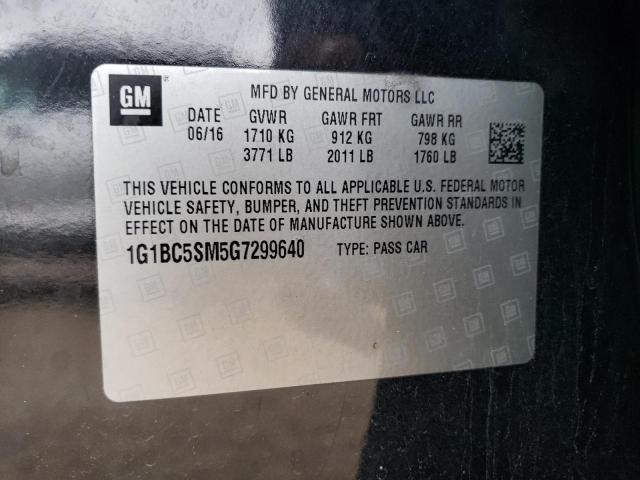 GM
MFD BY GENERAL MOTORS LLC
DATE GVWR GAWR FRT GAWR RR
06/16 1710 KG 912 KG 798 KG
3771 LB 2011 LB 1760 LB
THIS VEHICLE CONFORMS TO ALL APPLICABLE U.S. FEDERAL MOTOR
VEHICLE SAFETY, BUMPER, AND THEFT PREVENTION STANDARDS IN
EFFECT ON THE DATE OF MANUFACTURE SHOWN ABOVE.
1G1BC5SM5G7299640 TYPE: PASS CAR